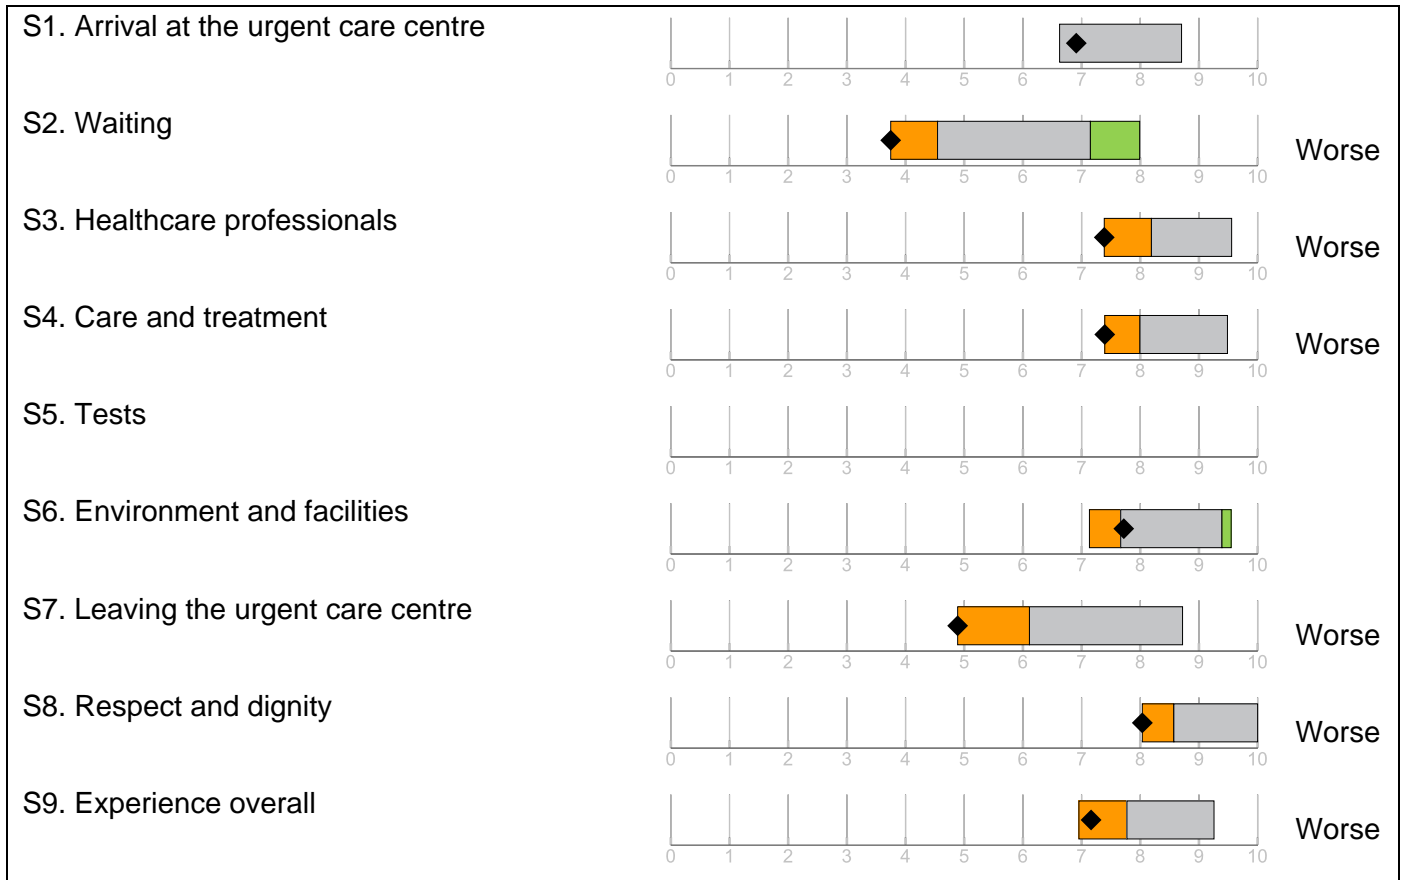 S1. Arrival at the urgent care centre
0 1 2 3 4 5 6 7 8 9 10
S2. Waiting
Worse
0 1 2 3 4 5 6 7 8 9 10
S3. Healthcare professionals
Worse
0 1 2 3 4 5 6 7 8 9 10
S4. Care and treatment
Worse
0 1 2 3 4 5 6 7 8 9 10
S5. Tests
0 1 2 3 4 5 6 7 8 9 10
S6. Environment and facilities
0 1 2 3 4 5 6 7 8 9 10
S7. Leaving the urgent care centre
Worse
0 1 2 3 4 5 6 7 8 9 10
S8. Respect and dignity
Worse
0 1 2 3 4 5 6 7 8 9 10
S9. Experience overall
Worse
0 1 2 3 4 5 6 7 8 9 10